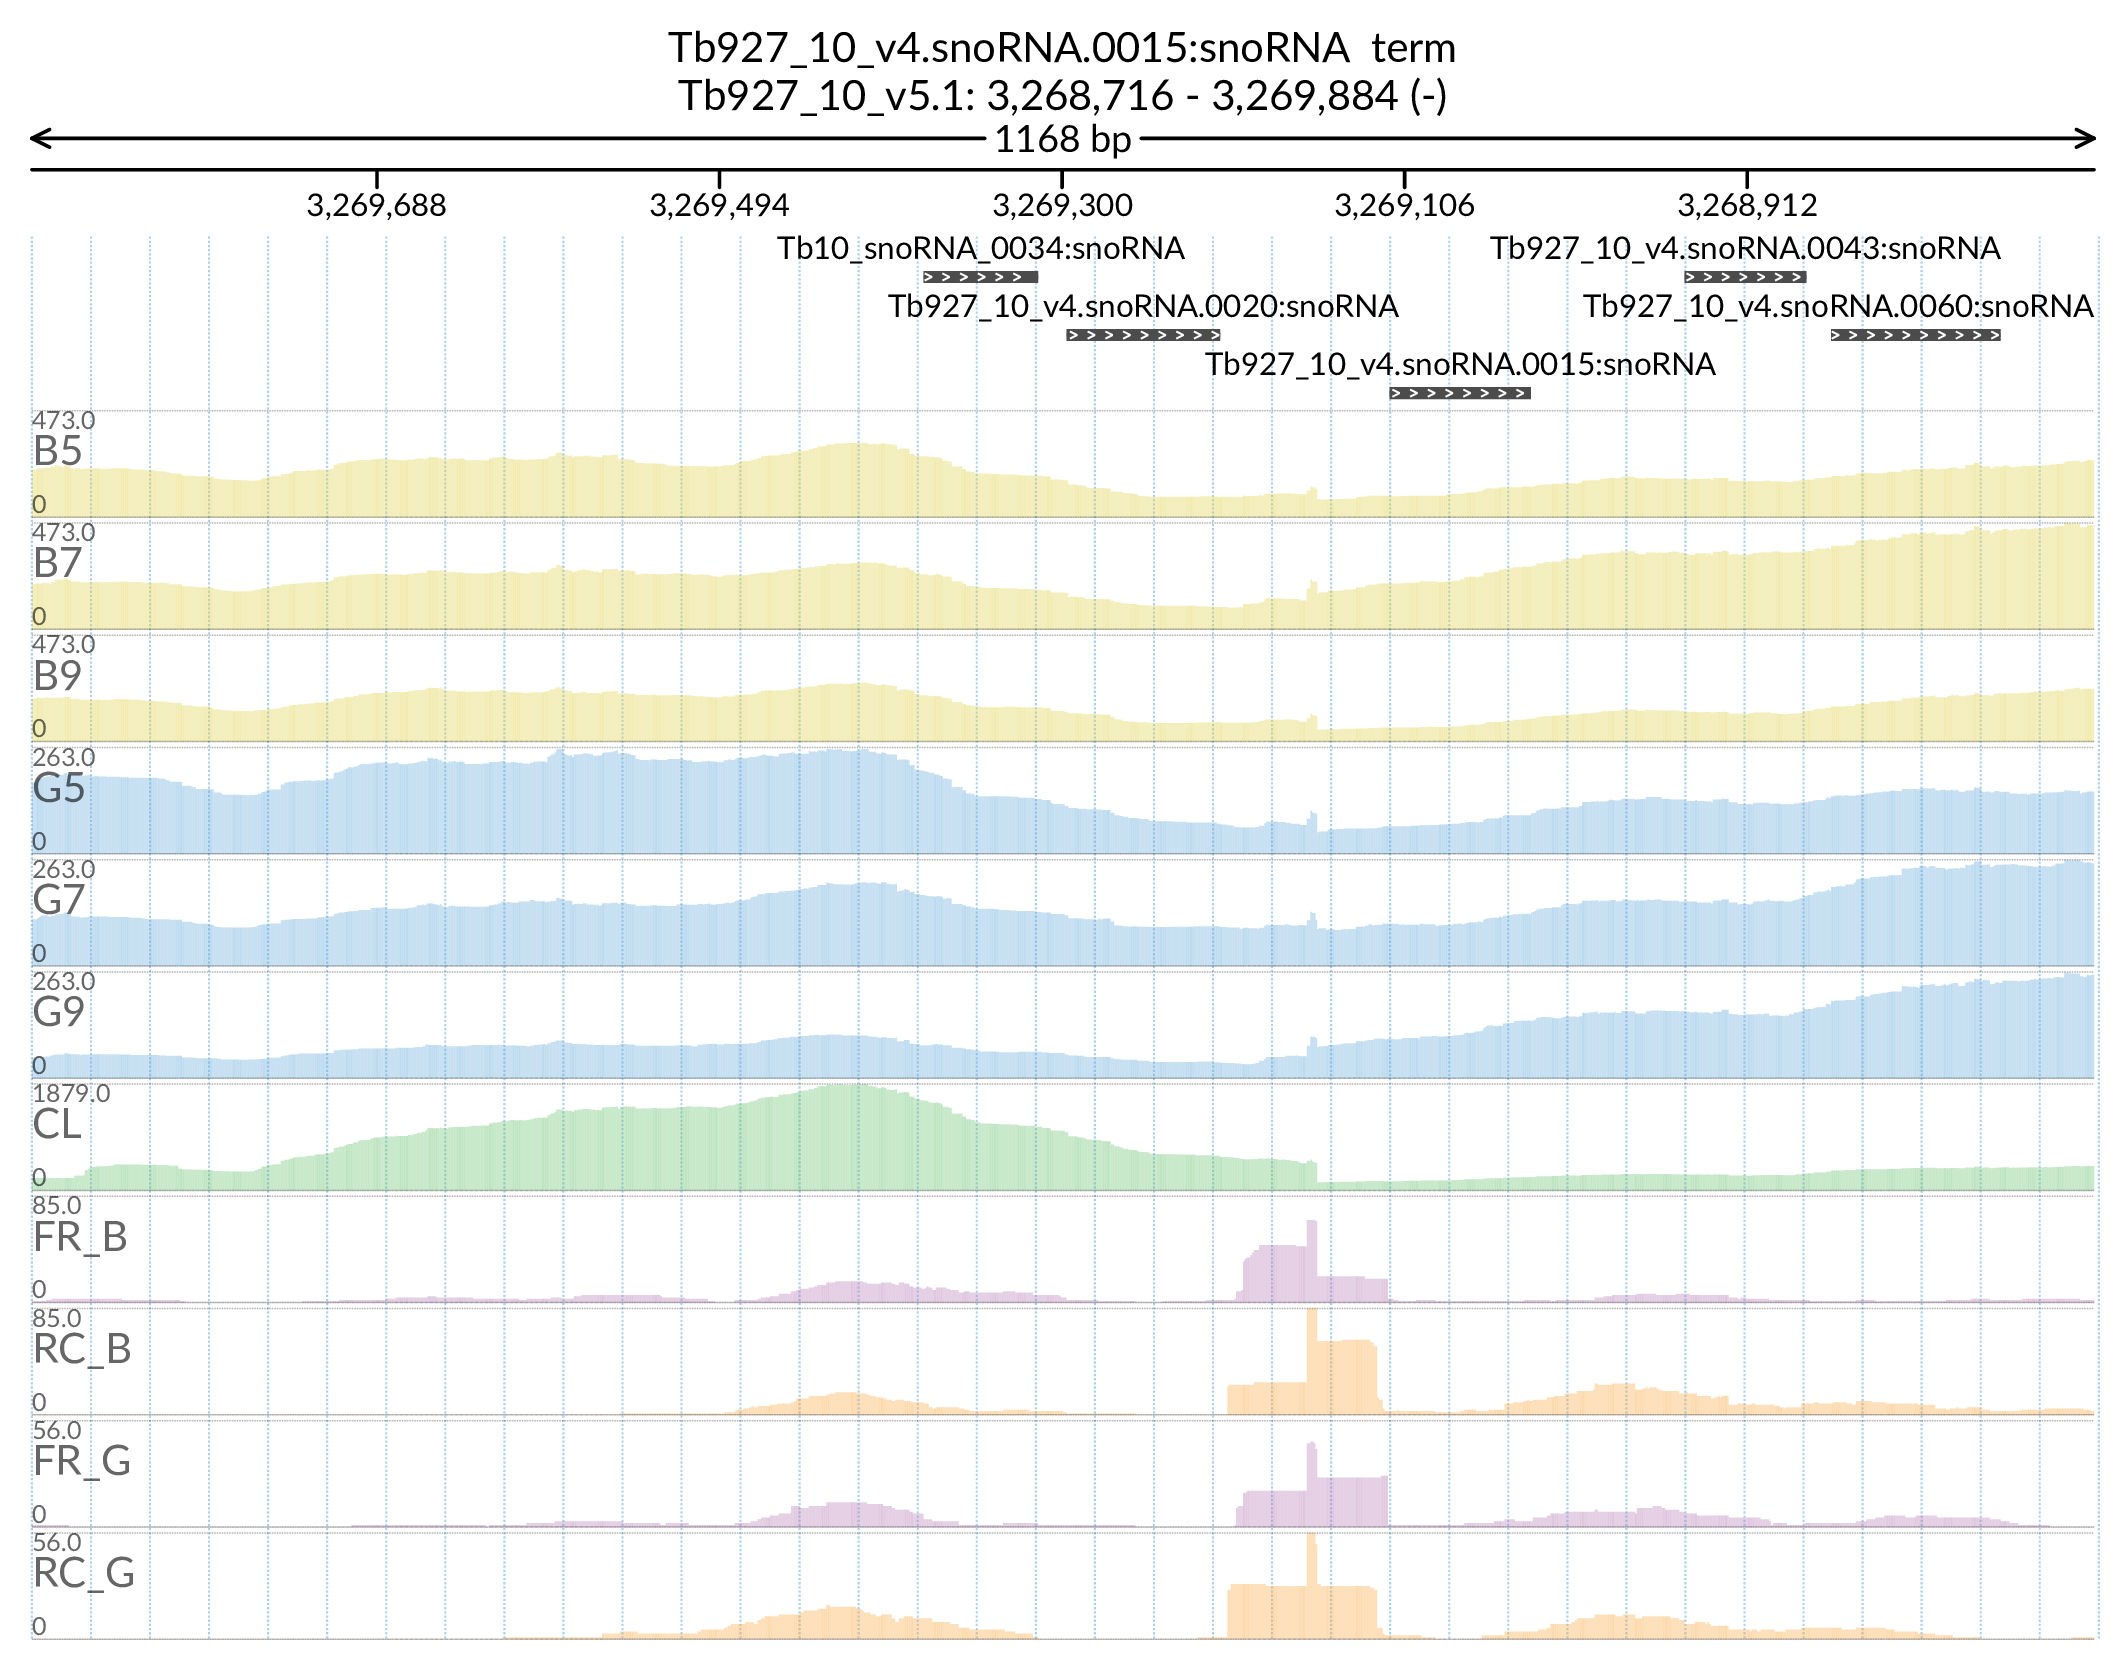 Tb927_10_v4.snoRNA.0015:snoRNA  term
Tb927_10_v5.1: 3,268,716 - 3,269,884 (-)
1168 bp
3,269,688 3,269,494 3,269,300 3,269,106 3,268,912
Tb10_snoRNA_0034:snoRNA Tb927_10_v4.snoRNA.0043:snoRNA
Tb927_10_v4.snoRNA.0020:snoRNA Tb927_10_v4.snoRNA.0060:snoRNA
Tb927_10_v4.snoRNA.0015:snoRNA
473.0
B5
0
473.0
B7
0
473.0
B9
0
263.0
G5
0
263.0
G7
0
263.0
G9
0
1879.0
CL
0
85.0
FR_B
0
85.0
RC_B
0
56.0
FR_G
0
56.0
RC_G
0